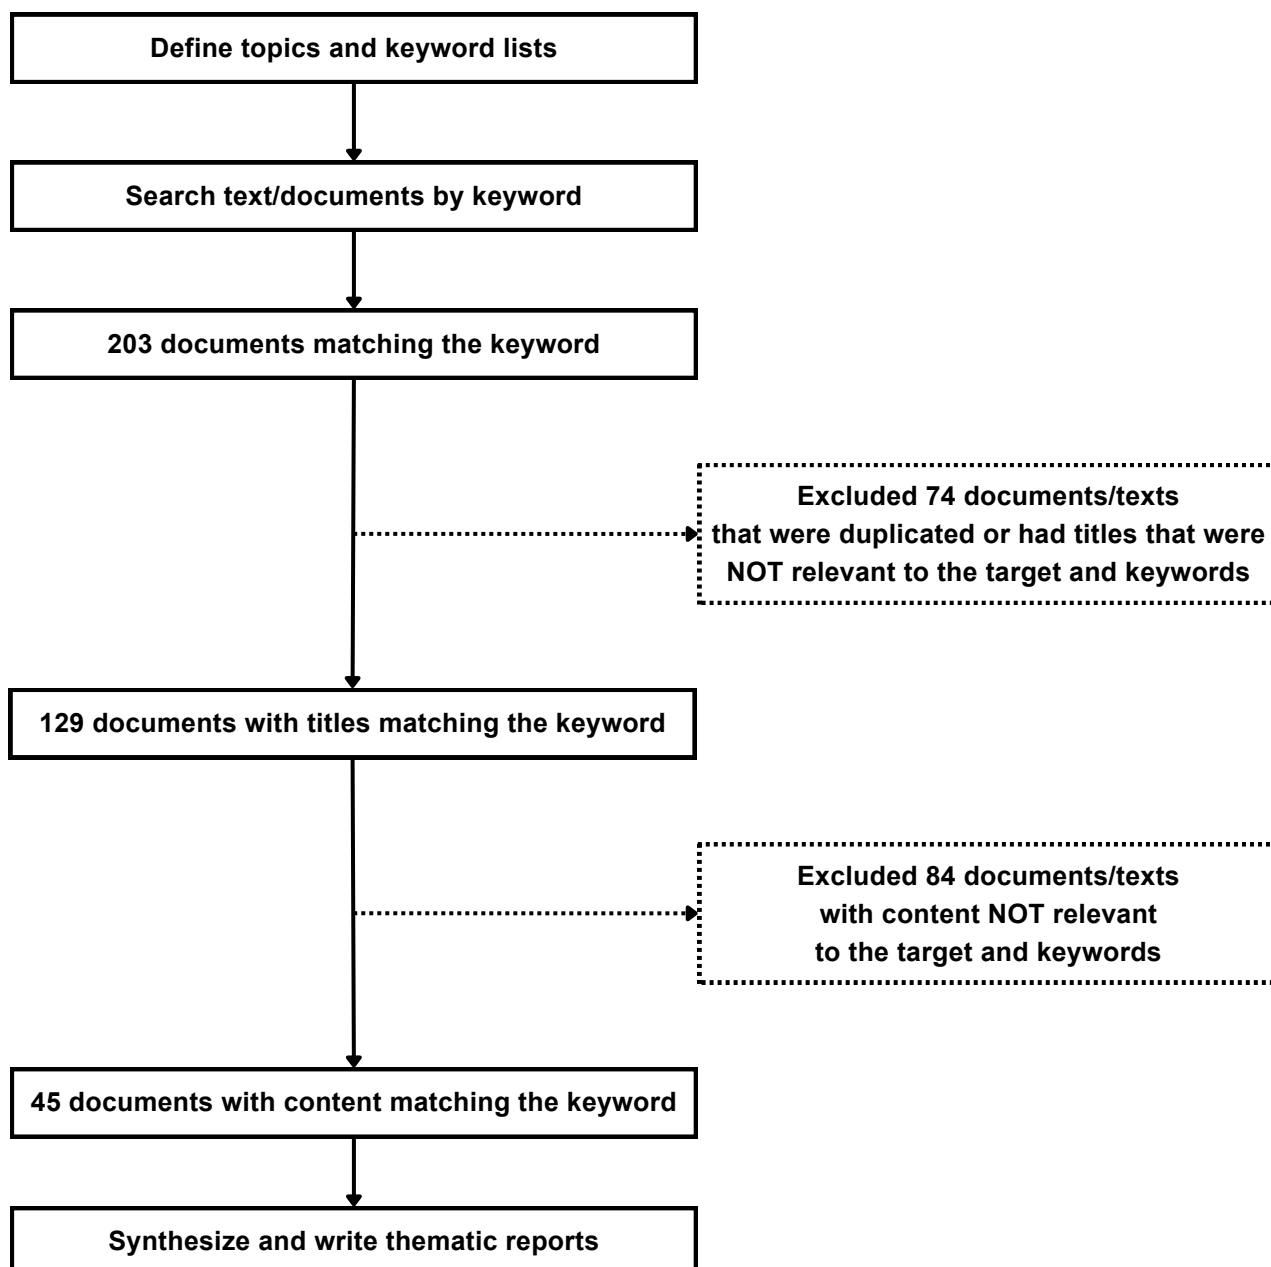 Define topics and keyword lists
Search text/documents by keyword
203 documents matching the keyword
Excluded 74 documents/texts
that were duplicated or had titles that were
NOT relevant to the target and keywords
129 documents with titles matching the keyword
Excluded 84 documents/texts
with content NOT relevant
to the target and keywords
45 documents with content matching the keyword
Synthesize and write thematic reports